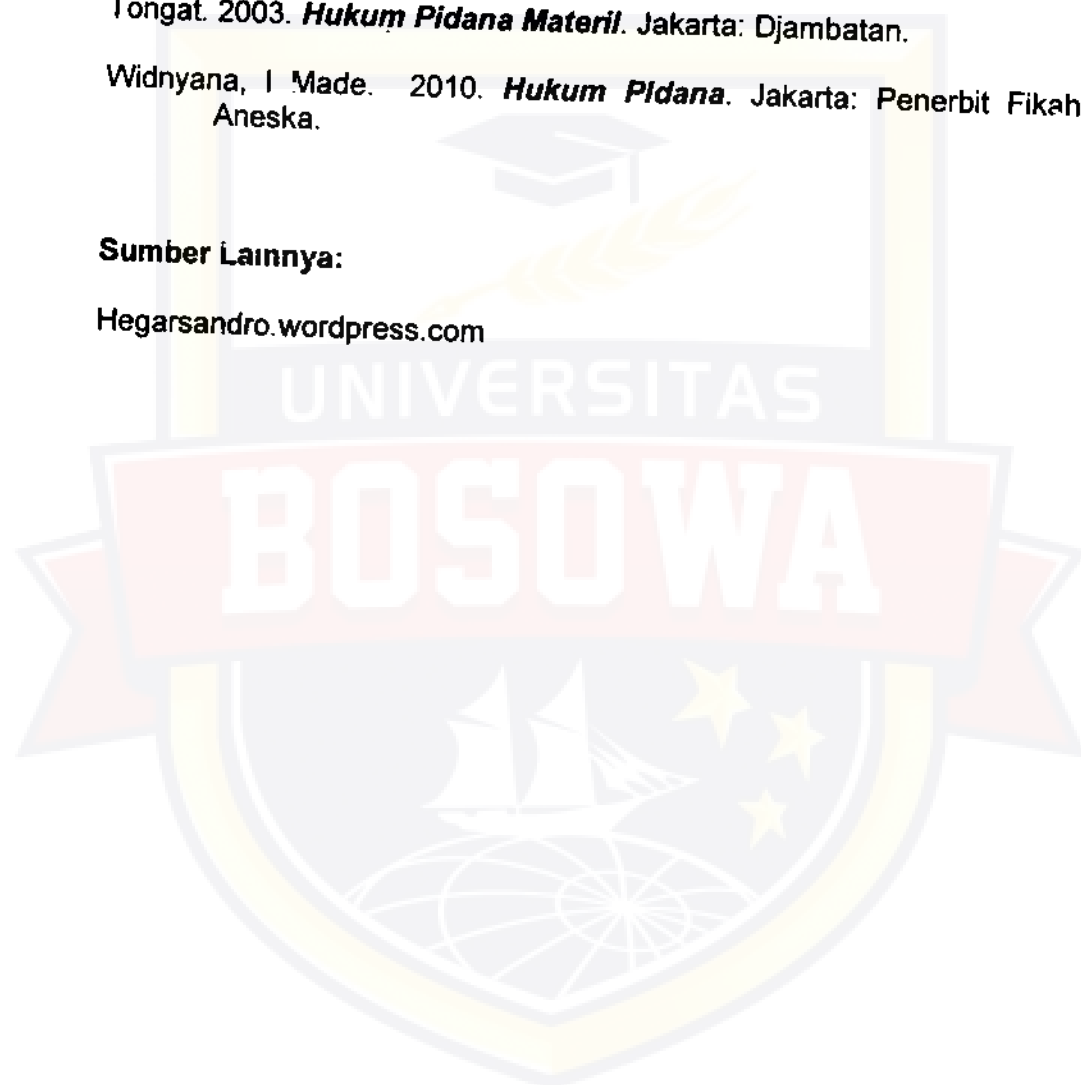 Tongat. 2003. Hukum Pidana Materil. Jakarta: Djambatan.
Widnyana, I Made. 2010. Hukum Pidana. Jakarta: Penerbit Fikahati
Aneska.
Sumber Lainnya:
Hegarsandro.wordpress.com
UNIVERSITAS
BOSOWA